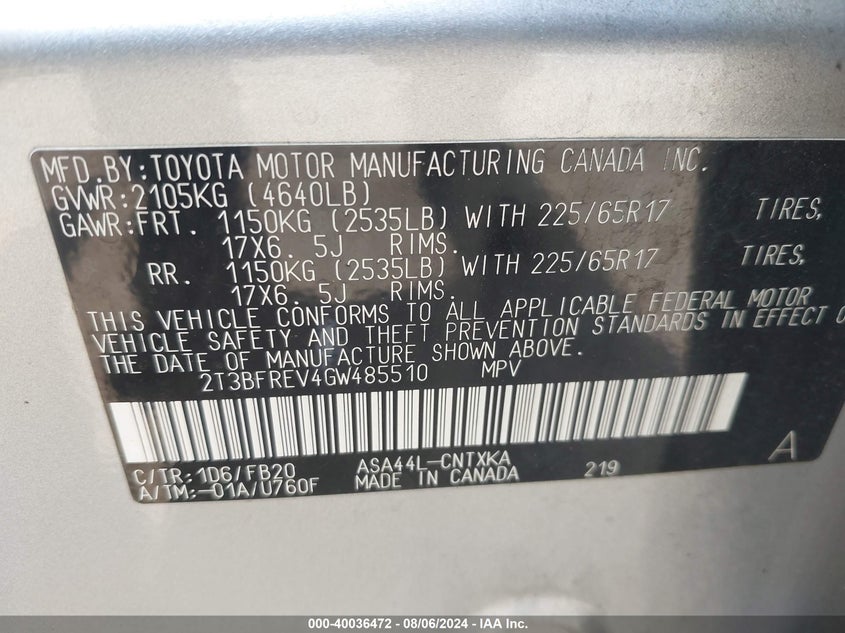 MFD.BY:TOYOTA MOTOR MANUFACTURING CANADA INC.
GVWR:2105KG (4640LB)
GAWR:FRT. 1150KG (2535LB) WITH 225/65R17 TIRES,
17X6. 5J RIMS.
RR. 1150KG (2535LB) WITH 225/65R17 TIRES,
17X6. 5J RIMS.
THIS VEHICLE CONFORMS TO ALL APPLICABLE FEDERAL MOTOR
VEHICLE SAFETY AND THEFT PREVENTION STANDARDS IN EFFECT O
THE DATE OF MANUFACTURE SHOWN ABOVE.
2T3BFREV4GW485510 MPV
C/TR:1D6/FB20 ASA44L-CNTXKA 219 A
A/TM:-01A/U760F MADE IN CANADA
000-40036472 - 08/06/2024 - IAA Inc.